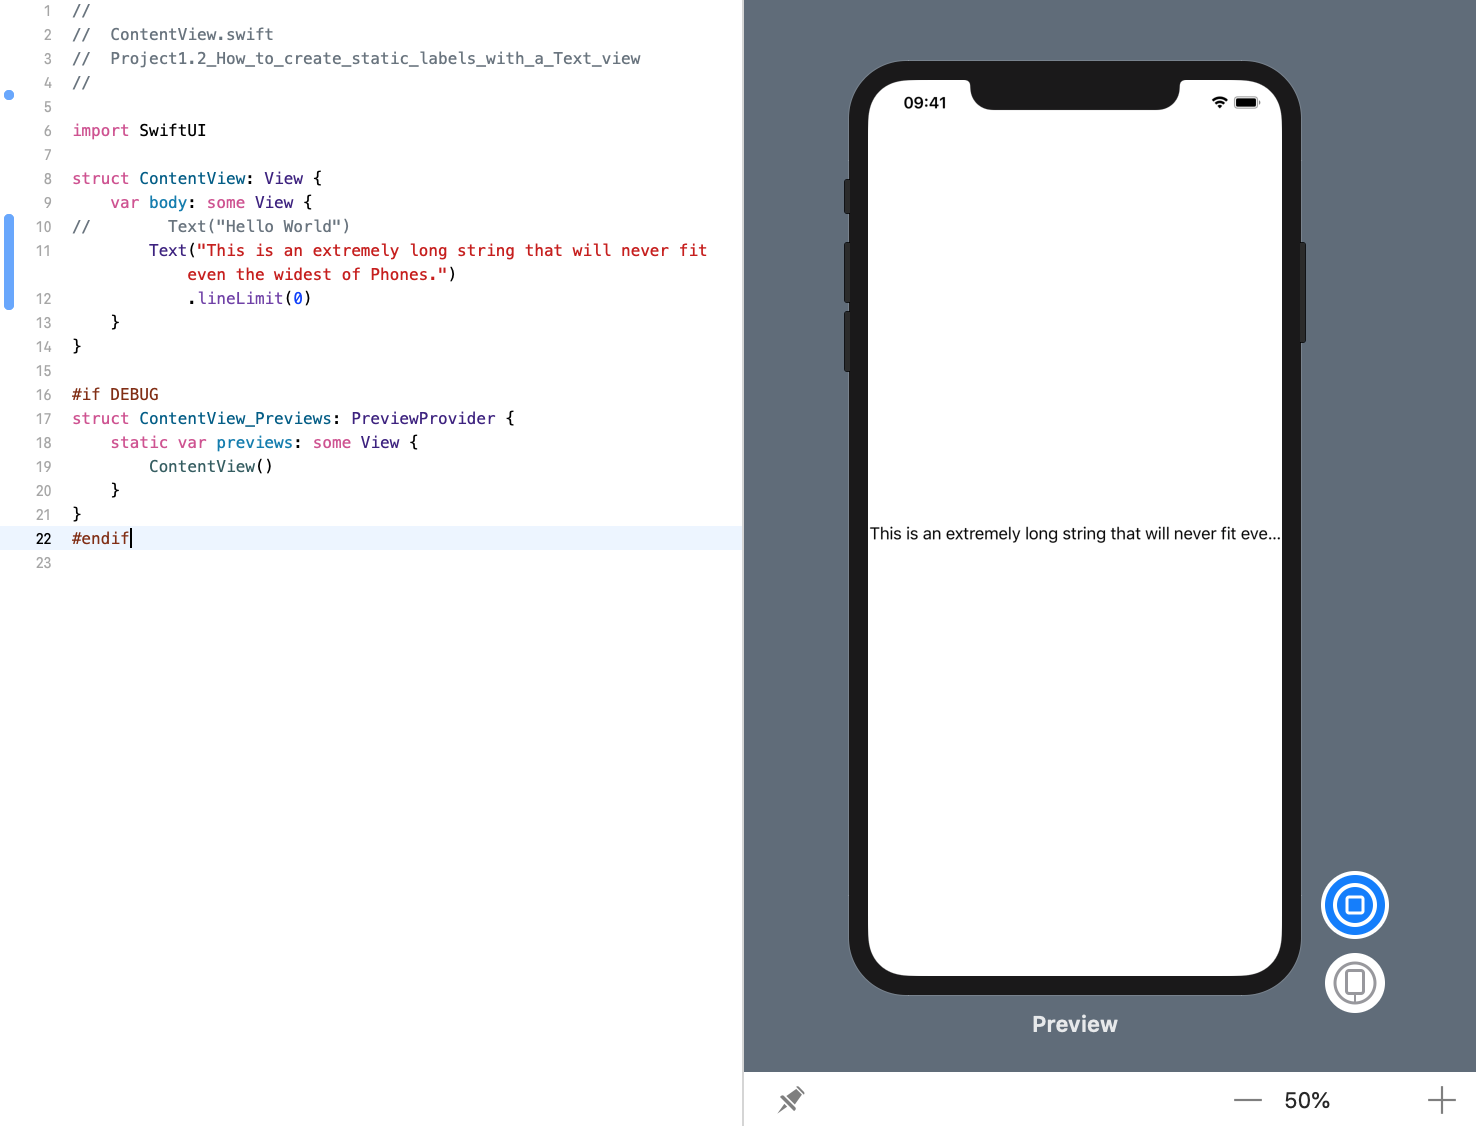 1 //
2 //  ContentView.swift
3 //  Project1.2_How_to_create_static_labels_with_a_Text_view
4 //
5
6 import SwiftUI
7
8 struct ContentView: View {
9     var body: some View {
10 //        Text("Hello World")
11         Text("This is an extremely long string that will never fit
            even the widest of Phones.")
12             .lineLimit(0)
13     }
14 }
15
16 #if DEBUG
17 struct ContentView_Previews: PreviewProvider {
18     static var previews: some View {
19         ContentView()
20     }
21 }
22 #endif
23
09:41
This is an extremely long string that will never fit eve...
Preview
50%